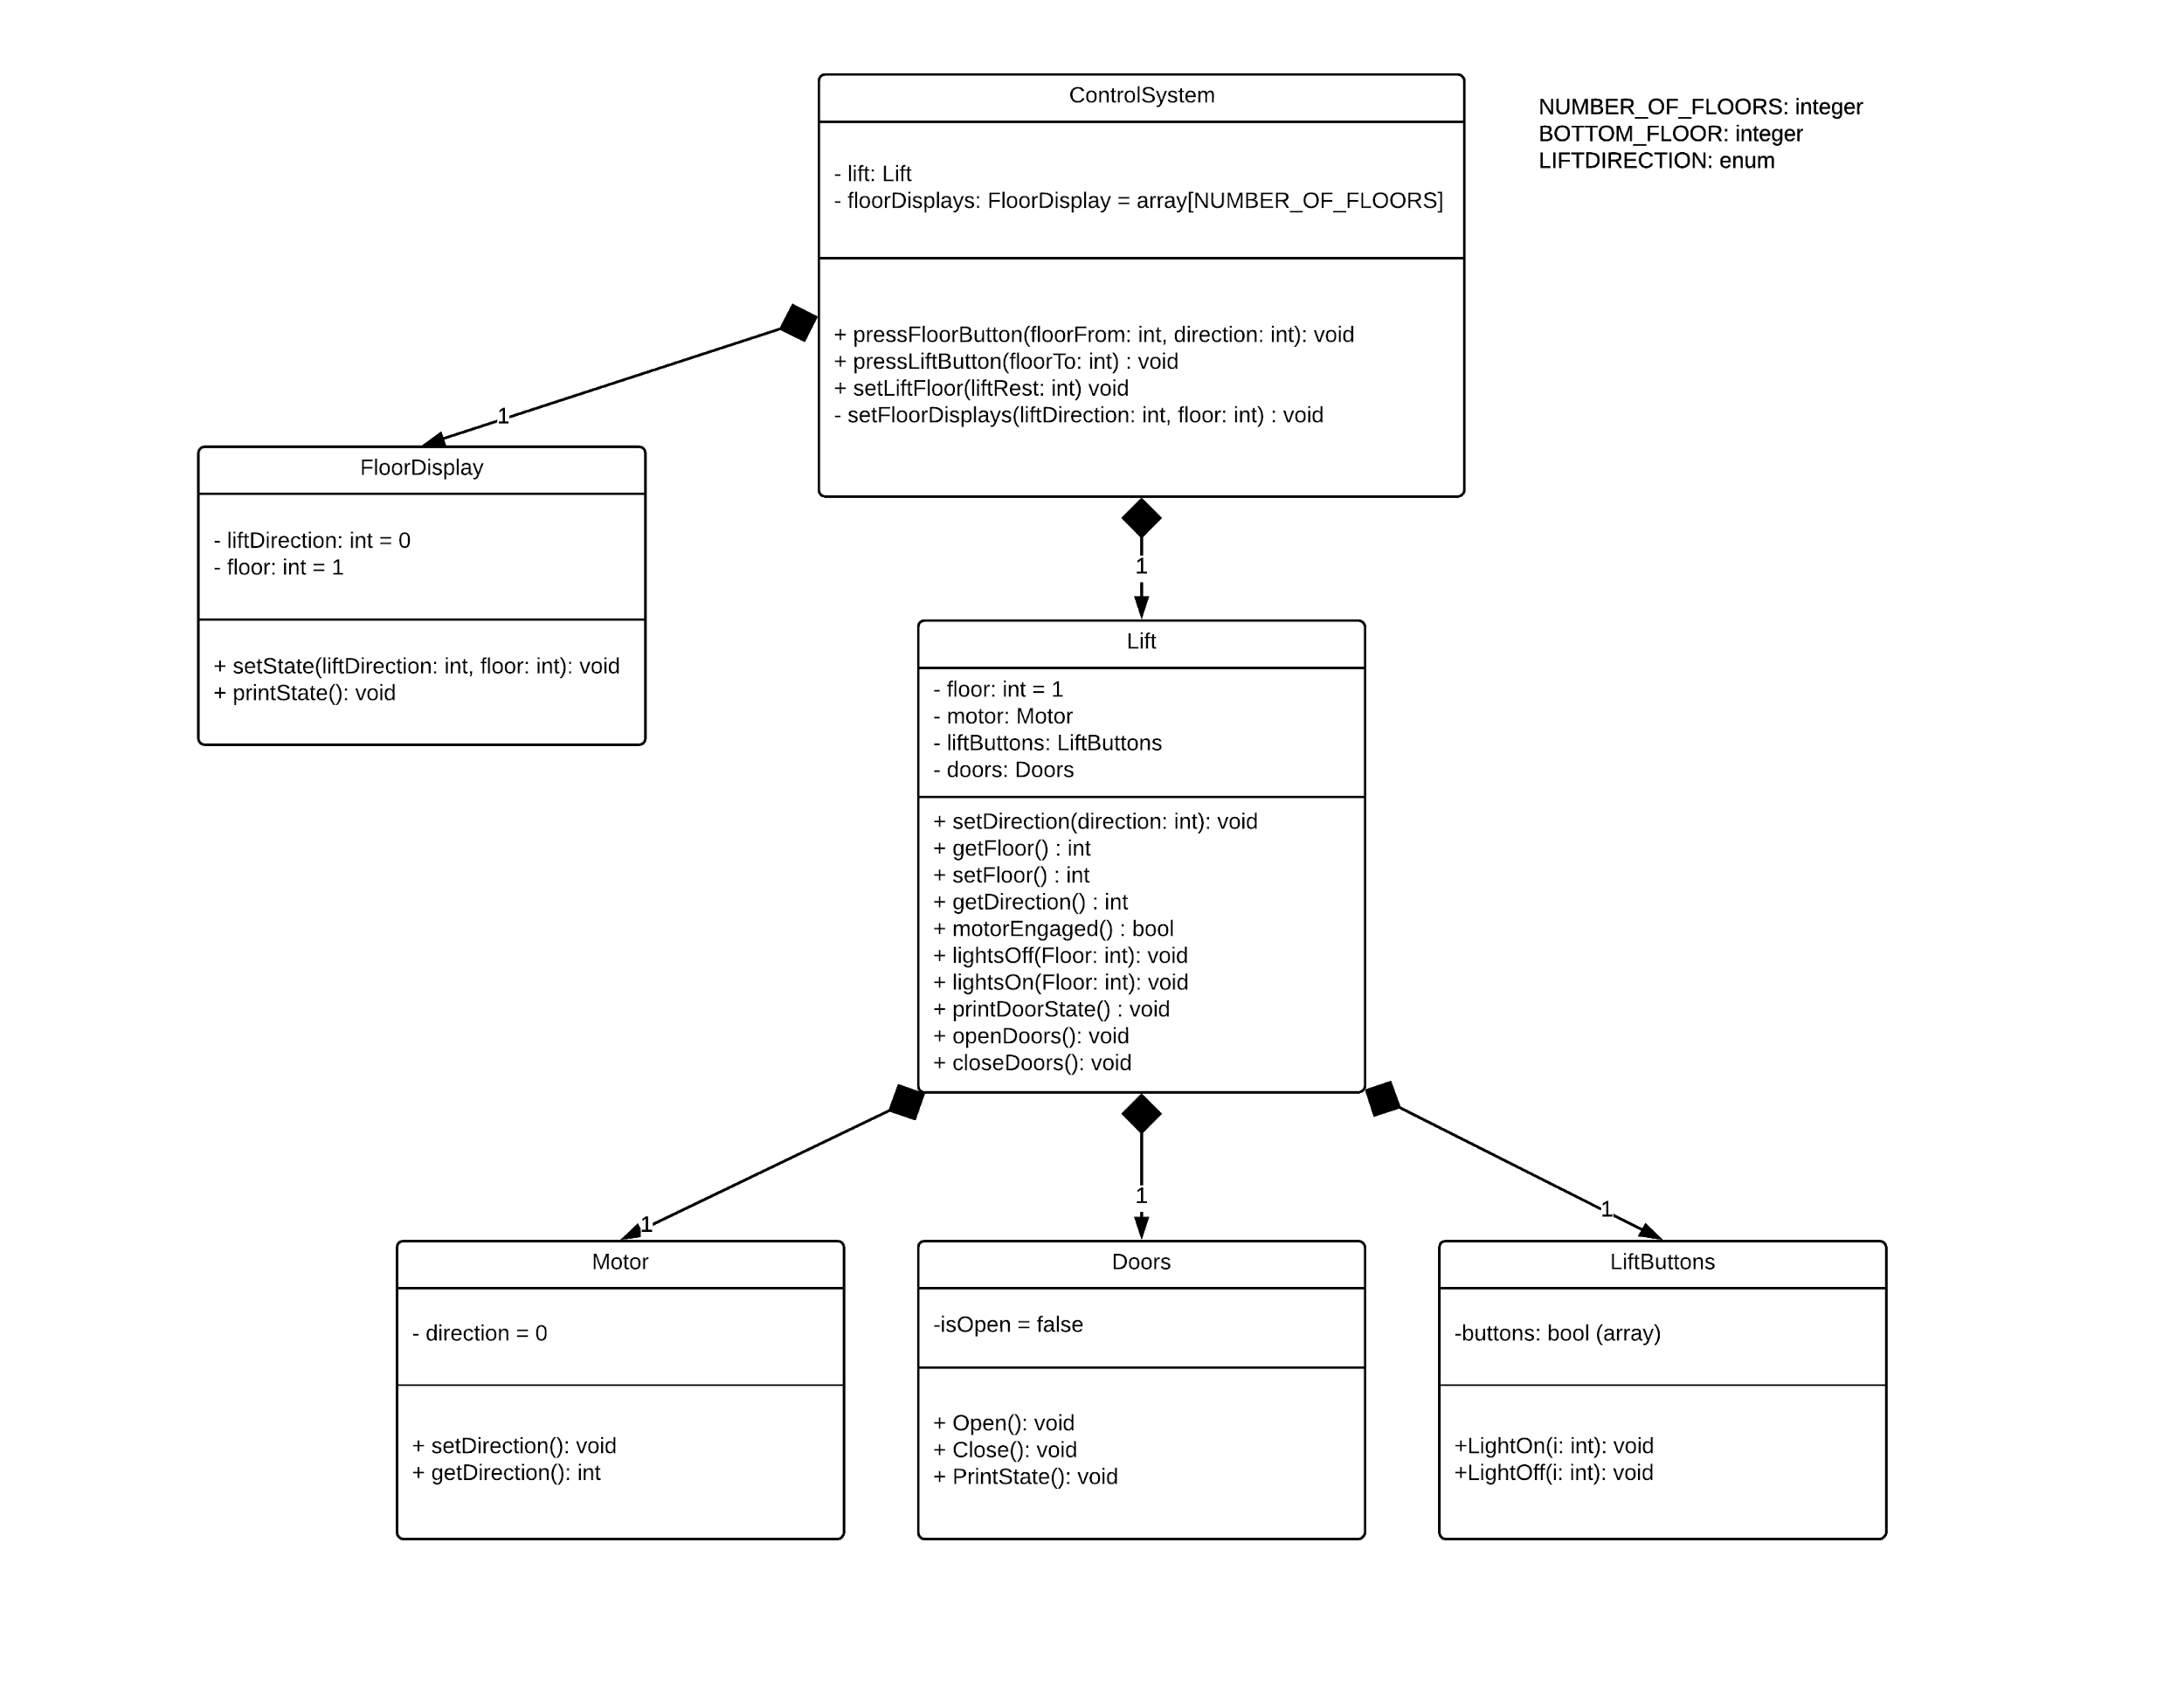 ControlSystem
- lift: Lift
- floorDisplays: FloorDisplay = array[NUMBER_OF_FLOORS]
+ pressFloorButton(floorFrom: int, direction: int): void
+ pressLiftButton(floorTo: int) : void
+ setLiftFloor(liftRest: int) void
- setFloorDisplays(liftDirection: int, floor: int) : void
NUMBER_OF_FLOORS: integer
BOTTOM_FLOOR: integer
LIFTDIRECTION: enum
1
FloorDisplay
- liftDirection: int = 0
- floor: int = 1
+ setState(liftDirection: int, floor: int): void
+ printState(): void
1
Lift
- floor: int = 1
- motor: Motor
- liftButtons: LiftButtons
- doors: Doors
+ setDirection(direction: int): void
+ getFloor() : int
+ setFloor() : int
+ getDirection() : int
+ motorEngaged() : bool
+ lightsOff(Floor: int): void
+ lightsOn(Floor: int): void
+ printDoorState() : void
+ openDoors(): void
+ closeDoors(): void
1
Motor
- direction = 0
+ setDirection(): void
+ getDirection(): int
1
Doors
-isOpen = false
+ Open(): void
+ Close(): void
+ PrintState(): void
1
LiftButtons
-buttons: bool (array)
+LightOn(i: int): void
+LightOff(i: int): void